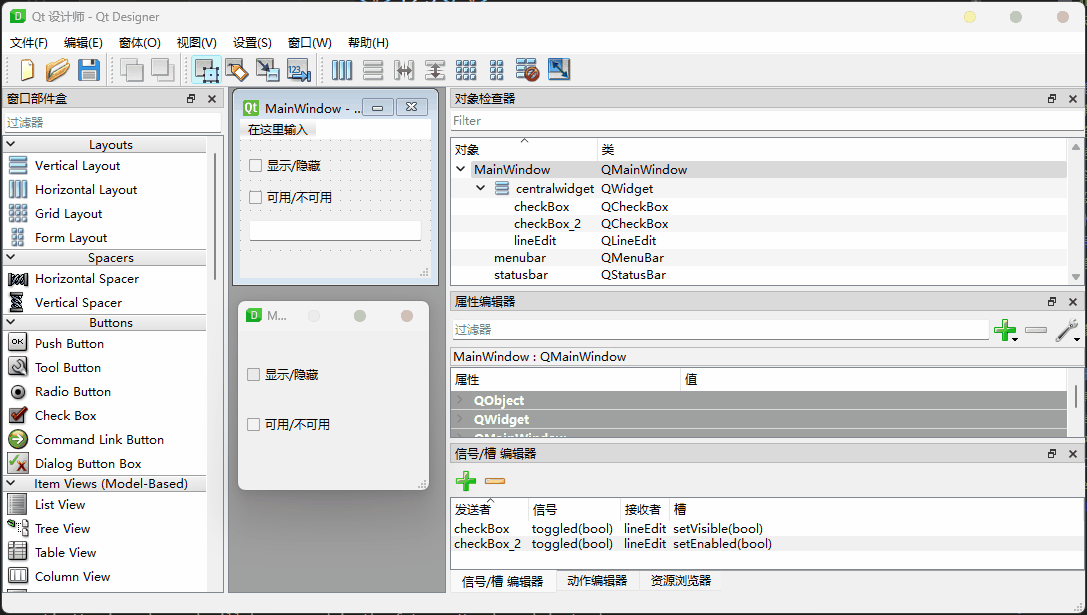 Qt 设计师 - Qt Designer
文件(F) 编辑(E) 窗体(O) 视图(V) 设置(S) 窗口(W) 帮助(H)
窗口部件盒
过滤器
Layouts
Vertical Layout
Horizontal Layout
Grid Layout
Form Layout
Spacers
Horizontal Spacer
Vertical Spacer
Buttons
OK Push Button
Tool Button
Radio Button
Check Box
Command Link Button
Dialog Button Box
Item Views (Model-Based)
List View
Tree View
Table View
Column View
Qt MainWindow - ..
在这里输入
显示/隐藏
可用/不可用
D M...
显示/隐藏
可用/不可用
对象检查器
Filter
对象 类
MainWindow QMainWindow
centralwidget QWidget
checkBox QCheckBox
checkBox_2 QCheckBox
lineEdit QLineEdit
menubar QMenuBar
statusbar QStatusBar
属性编辑器
过滤器
MainWindow : QMainWindow
属性 值
QObject
QWidget
QMainWindow
信号/槽 编辑器
发送者 信号 接收者 槽
checkBox toggled(bool) lineEdit setVisible(bool)
checkBox_2 toggled(bool) lineEdit setEnabled(bool)
信号/槽 编辑器 动作编辑器 资源浏览器